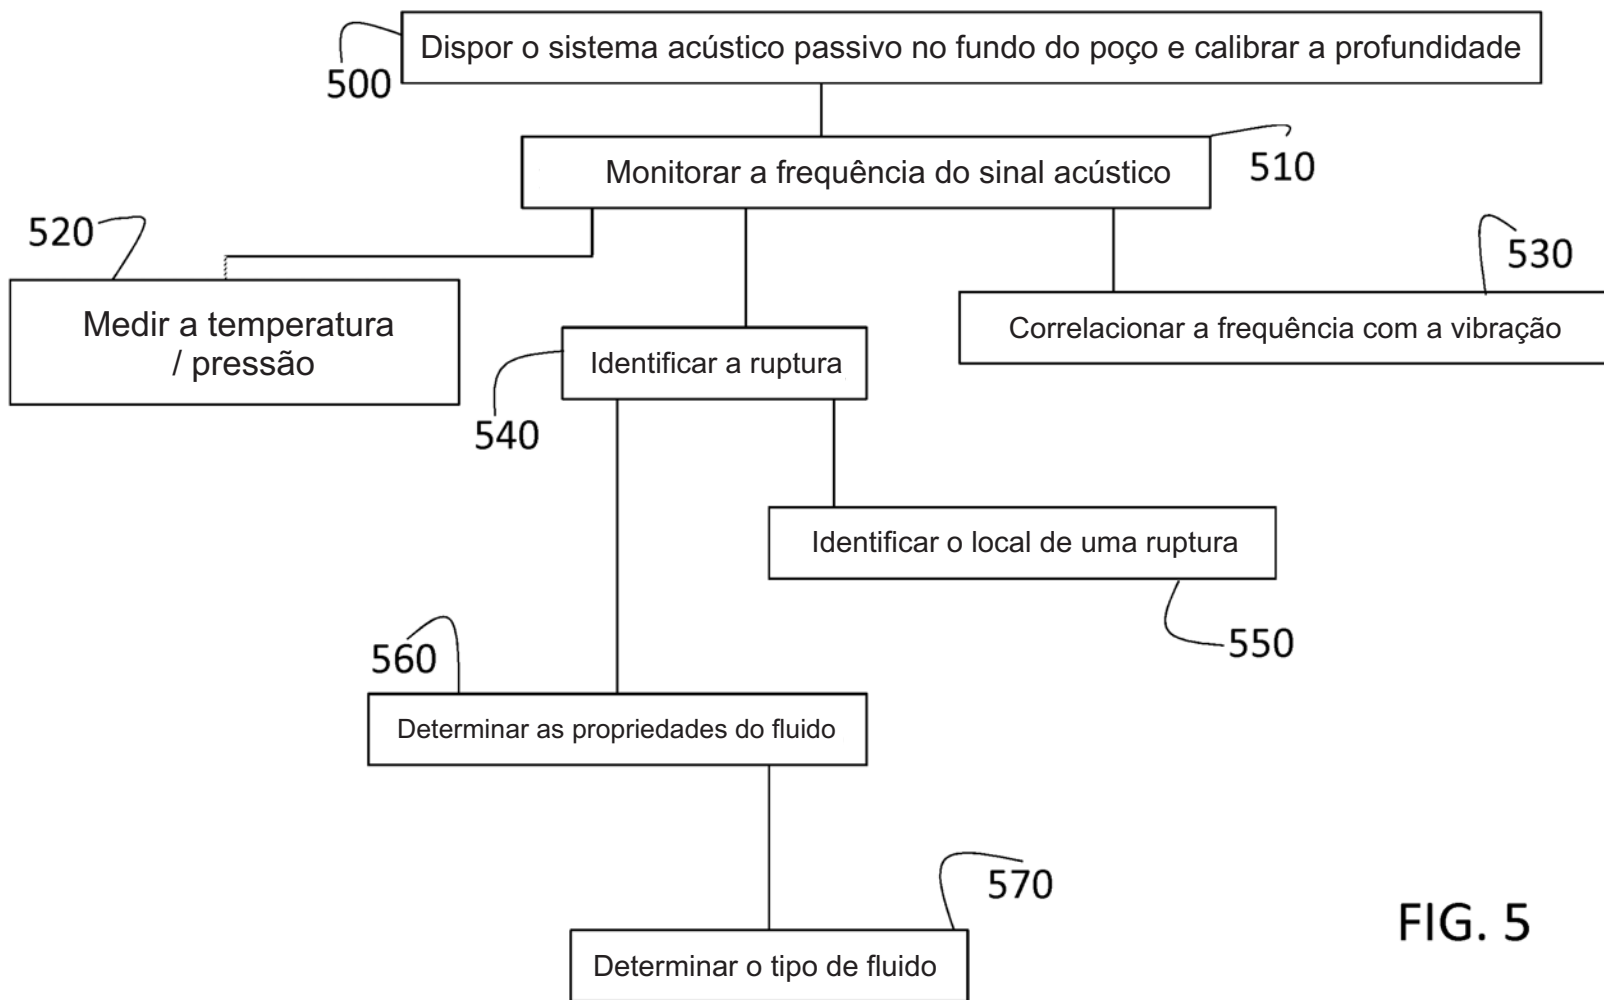 Dispor o sistema acústico passivo no fundo do poço e calibrar a profundidade
500
Monitorar a frequência do sinal acústico
510
520
530
Medir a temperatura
/ pressão
Correlacionar a frequência com a vibração
Identificar a ruptura
540
Identificar o local de uma ruptura
550
560
Determinar as propriedades do fluido
570
Determinar o tipo de fluido
FIG. 5